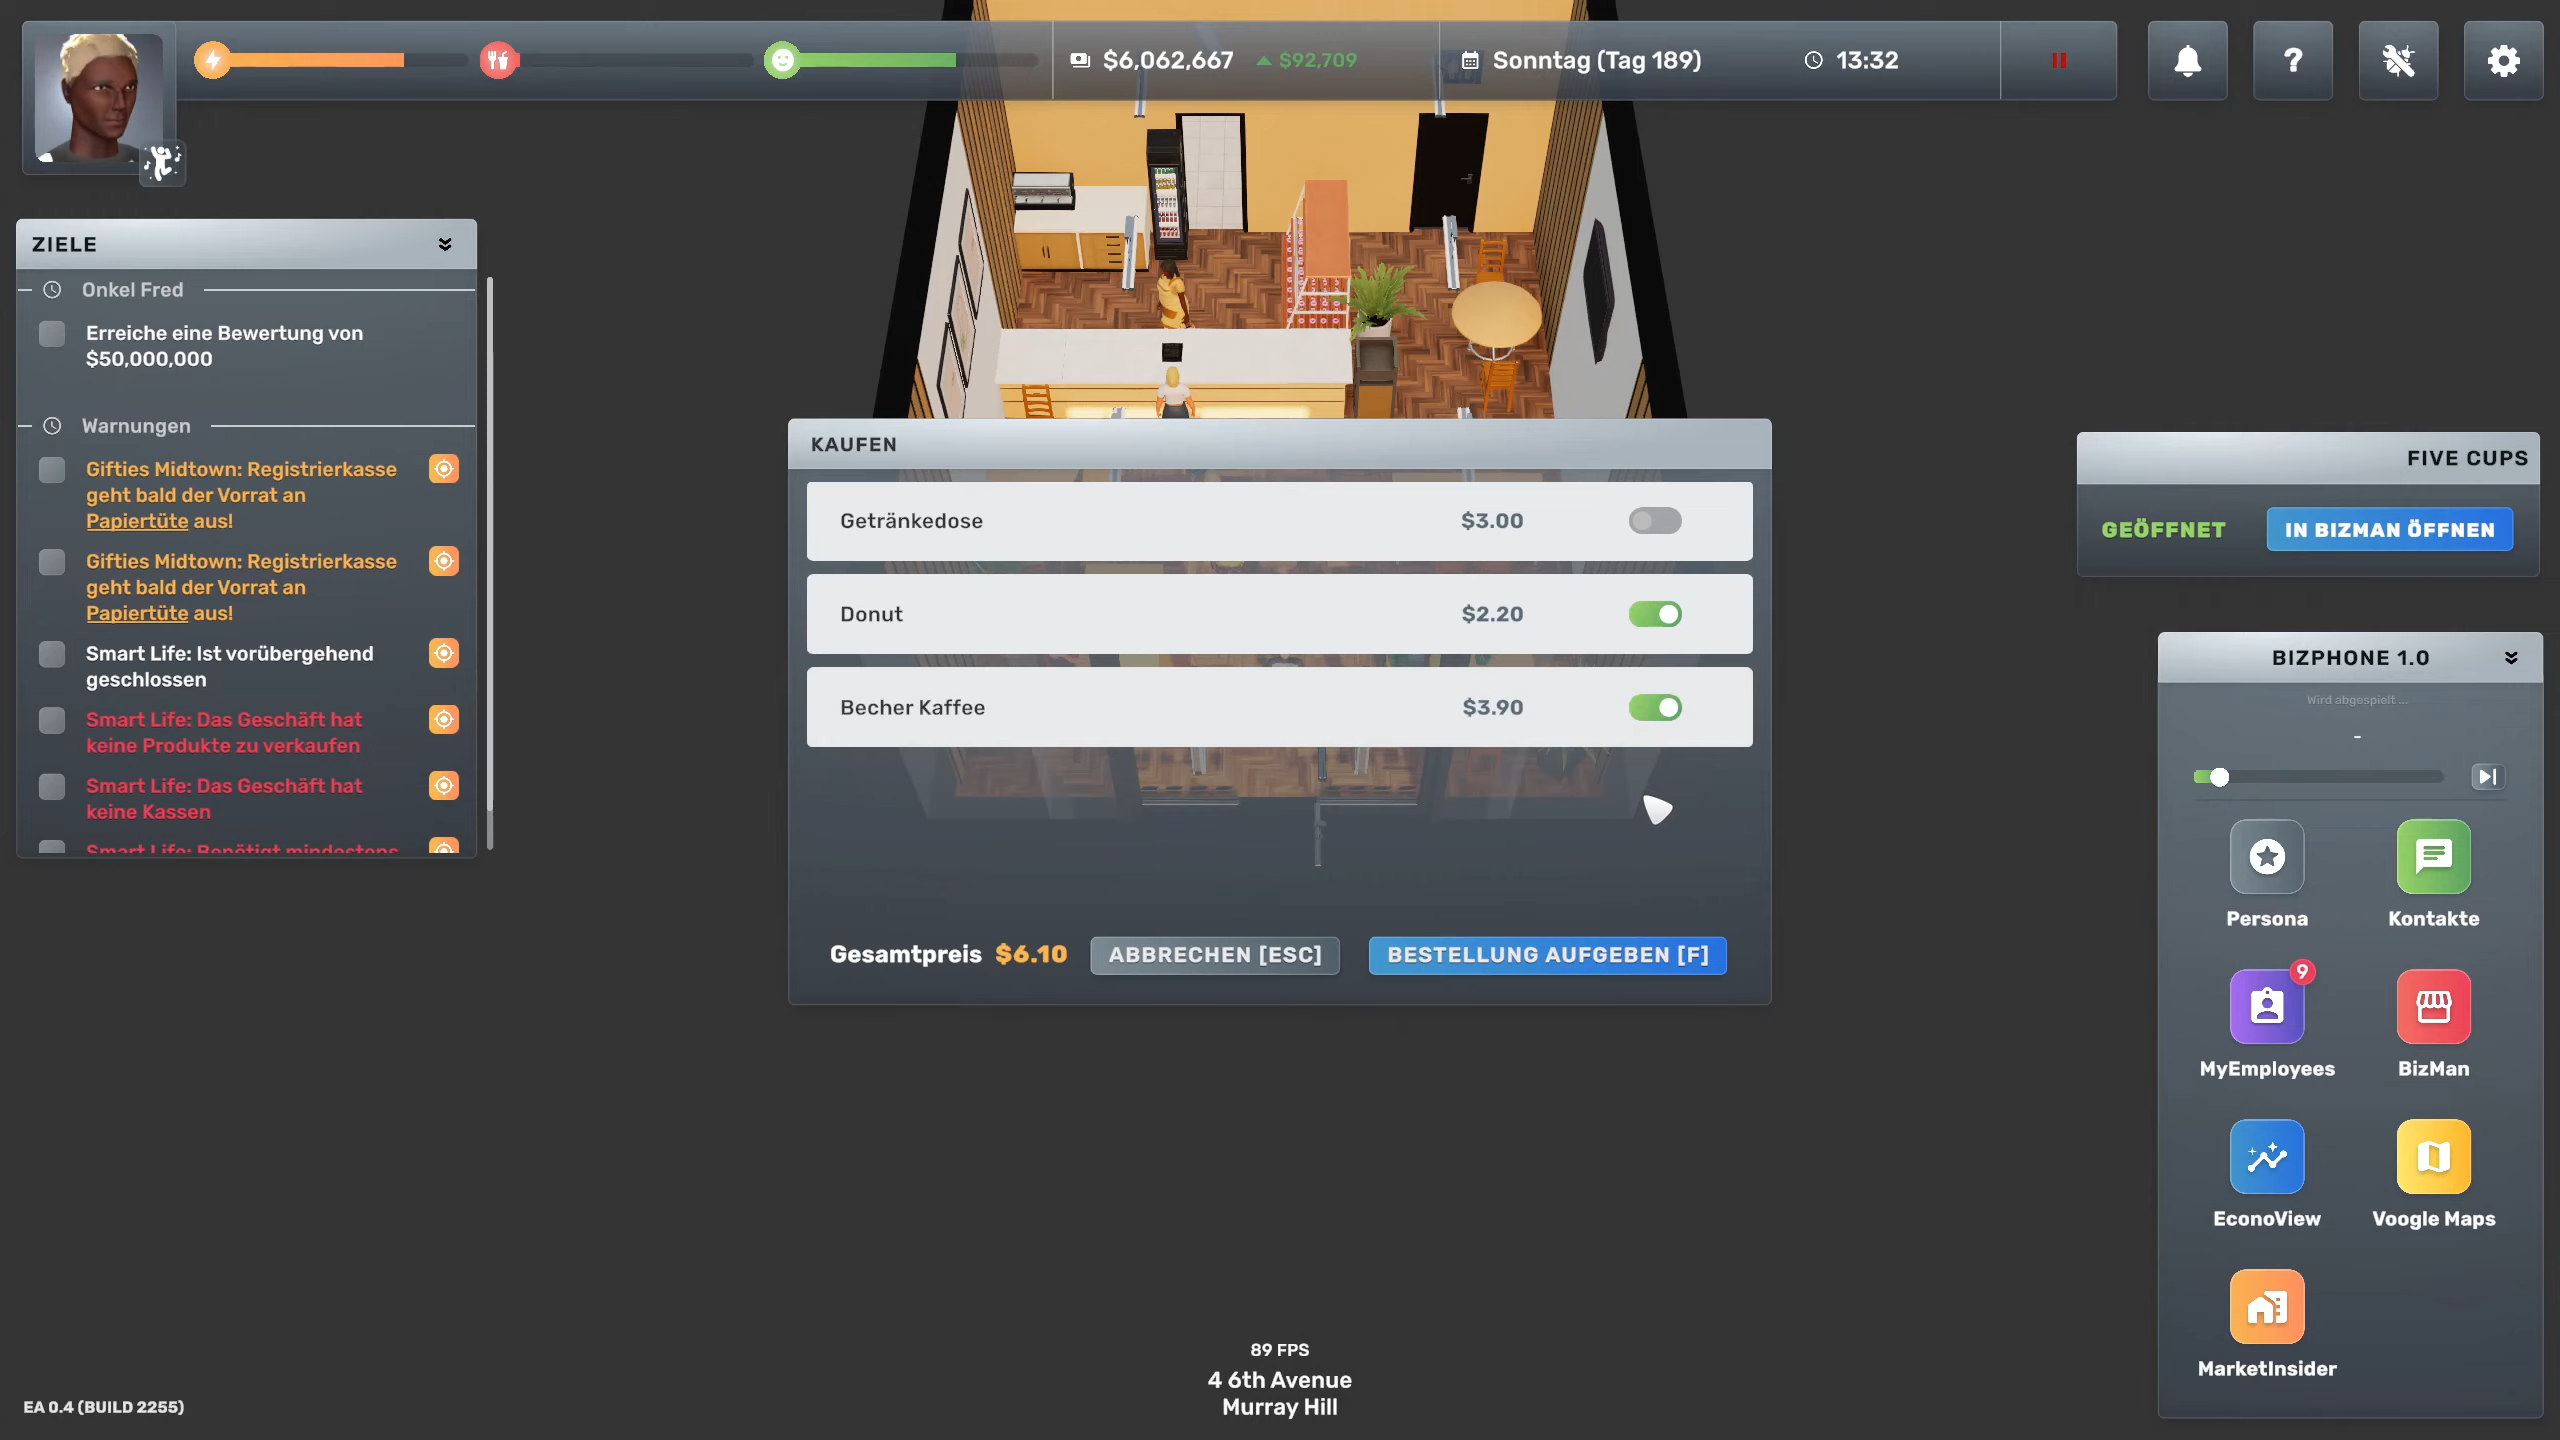 $6,062,667
$92,709
Sonntag (Tag 189)
13:32
?
ZIELE
Onkel Fred
Erreiche eine Bewertung von
$50,000,000
Warnungen
Gifties Midtown: Registrierkasse
geht bald der Vorrat an
Papiertüte aus!
Gifties Midtown: Registrierkasse
geht bald der Vorrat an
Papiertüte aus!
Smart Life: Ist vorübergehend
geschlossen
Smart Life: Das Geschäft hat
keine Produkte zu verkaufen
Smart Life: Das Geschäft hat
keine Kassen
Smart Life: Benötigt mindestens
KAUFEN
Getränkedose $3.00
Donut $2.20
Becher Kaffee $3.90
Gesamtpreis $6.10
ABBRECHEN [ESC]
BESTELLUNG AUFGEBEN [F]
FIVE CUPS
GEÖFFNET
IN BIZMAN ÖFFNEN
BIZPHONE 1.0
Wird abgespielt ...
-
Persona
Kontakte
9
MyEmployees
BizMan
EconoView
Voogle Maps
MarketInsider
89 FPS
4 6th Avenue
Murray Hill
EA 0.4 (BUILD 2255)